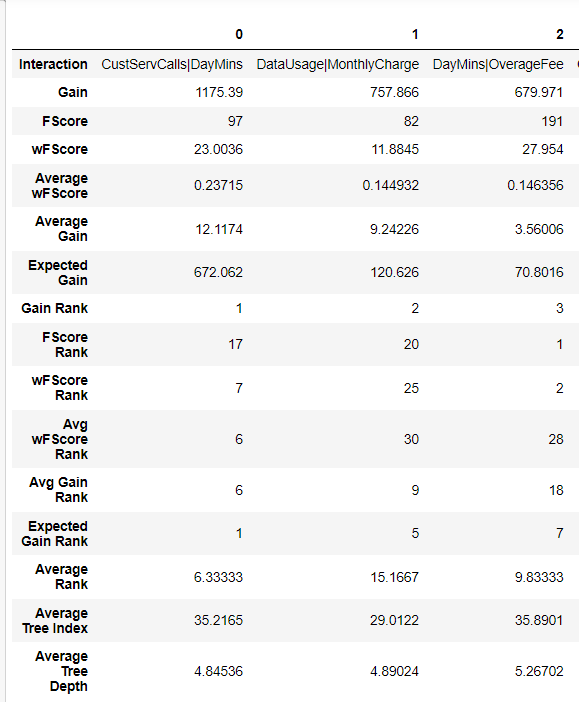 0 1 2
Interaction CustServCalls|DayMins DataUsage|MonthlyCharge DayMins|OverageFee
Gain 1175.39 757.866 679.971
FScore 97 82 191
wFScore 23.0036 11.8845 27.954
Average
wFScore 0.23715 0.144932 0.146356
Average
Gain 12.1174 9.24226 3.56006
Expected
Gain 672.062 120.626 70.8016
Gain Rank 1 2 3
FScore
Rank 17 20 1
wFScore
Rank 7 25 2
Avg
wFScore
Rank 6 30 28
Avg Gain
Rank 6 9 18
Expected
Gain Rank 1 5 7
Average
Rank 6.33333 15.1667 9.83333
Average
Tree Index 35.2165 29.0122 35.8901
Average
Tree
Depth 4.84536 4.89024 5.26702